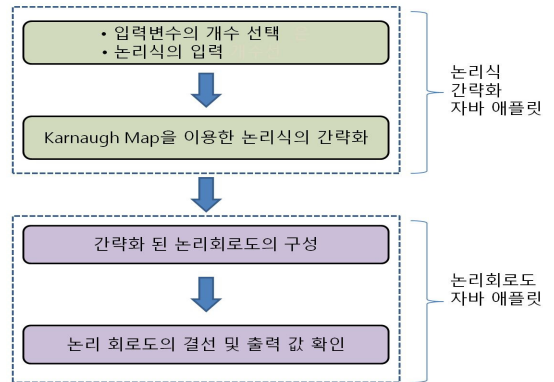 • 입력변수의 개수 선택
• 논리식의 입력
Karnaugh Map을 이용한 논리식의 간략화
논리식
간략화
자바 애플릿
간략화 된 논리회로도의 구성
논리 회로도의 결선 및 출력 값 확인
논리회로도
자바 애플릿